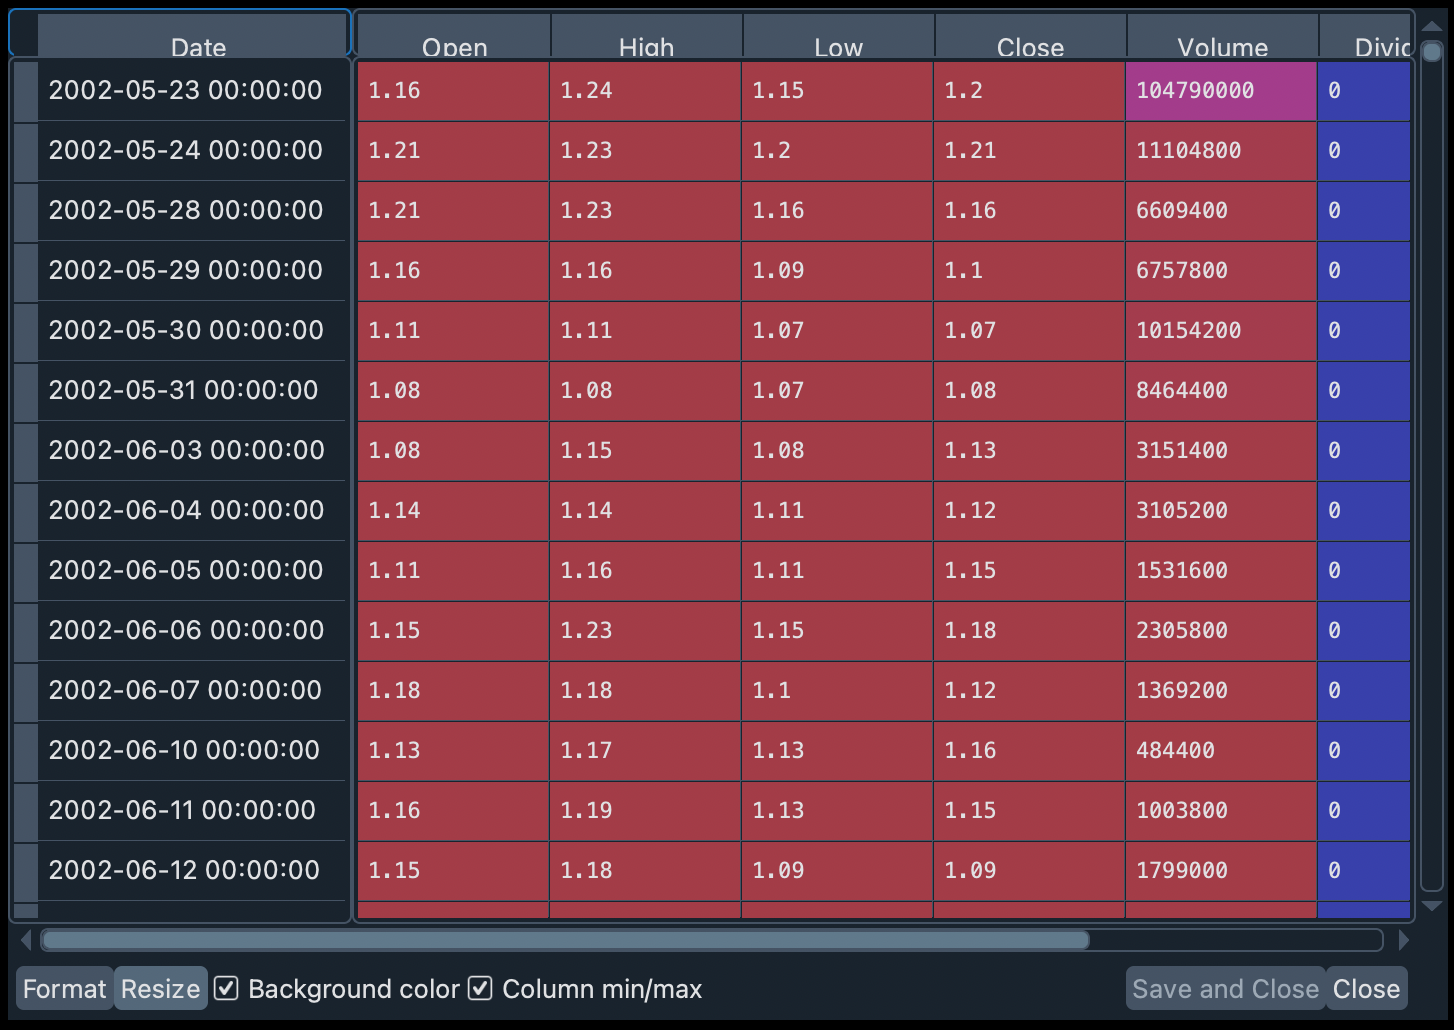 Date Open High Low Close Volume Divid
2002-05-23 00:00:00 1.16 1.24 1.15 1.2 104790000 0
2002-05-24 00:00:00 1.21 1.23 1.2 1.21 11104800 0
2002-05-28 00:00:00 1.21 1.23 1.16 1.16 6609400 0
2002-05-29 00:00:00 1.16 1.16 1.09 1.1 6757800 0
2002-05-30 00:00:00 1.11 1.11 1.07 1.07 10154200 0
2002-05-31 00:00:00 1.08 1.08 1.07 1.08 8464400 0
2002-06-03 00:00:00 1.08 1.15 1.08 1.13 3151400 0
2002-06-04 00:00:00 1.14 1.14 1.11 1.12 3105200 0
2002-06-05 00:00:00 1.11 1.16 1.11 1.15 1531600 0
2002-06-06 00:00:00 1.15 1.23 1.15 1.18 2305800 0
2002-06-07 00:00:00 1.18 1.18 1.1 1.12 1369200 0
2002-06-10 00:00:00 1.13 1.17 1.13 1.16 484400 0
2002-06-11 00:00:00 1.16 1.19 1.13 1.15 1003800 0
2002-06-12 00:00:00 1.15 1.18 1.09 1.09 1799000 0
Format Resize Background color Column min/max Save and Close Close